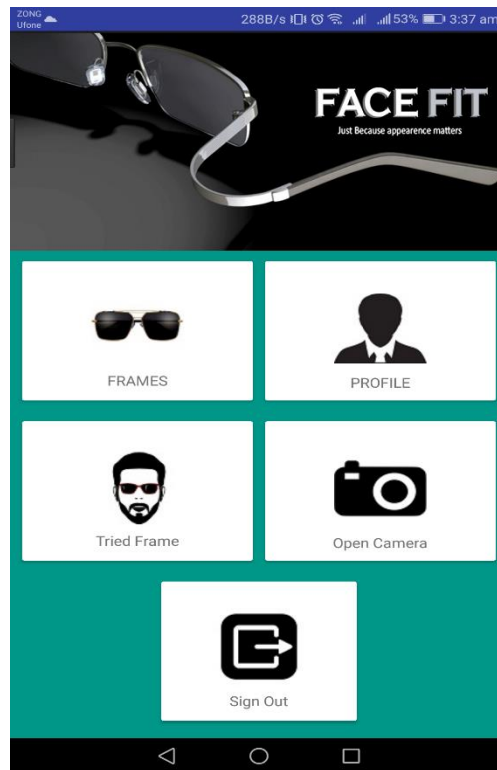 ZONG
Ufone
288B/s 53% 3:37 am
FACE FIT
Just Because appearence matters
FRAMES
PROFILE
Tried Frame
Open Camera
Sign Out